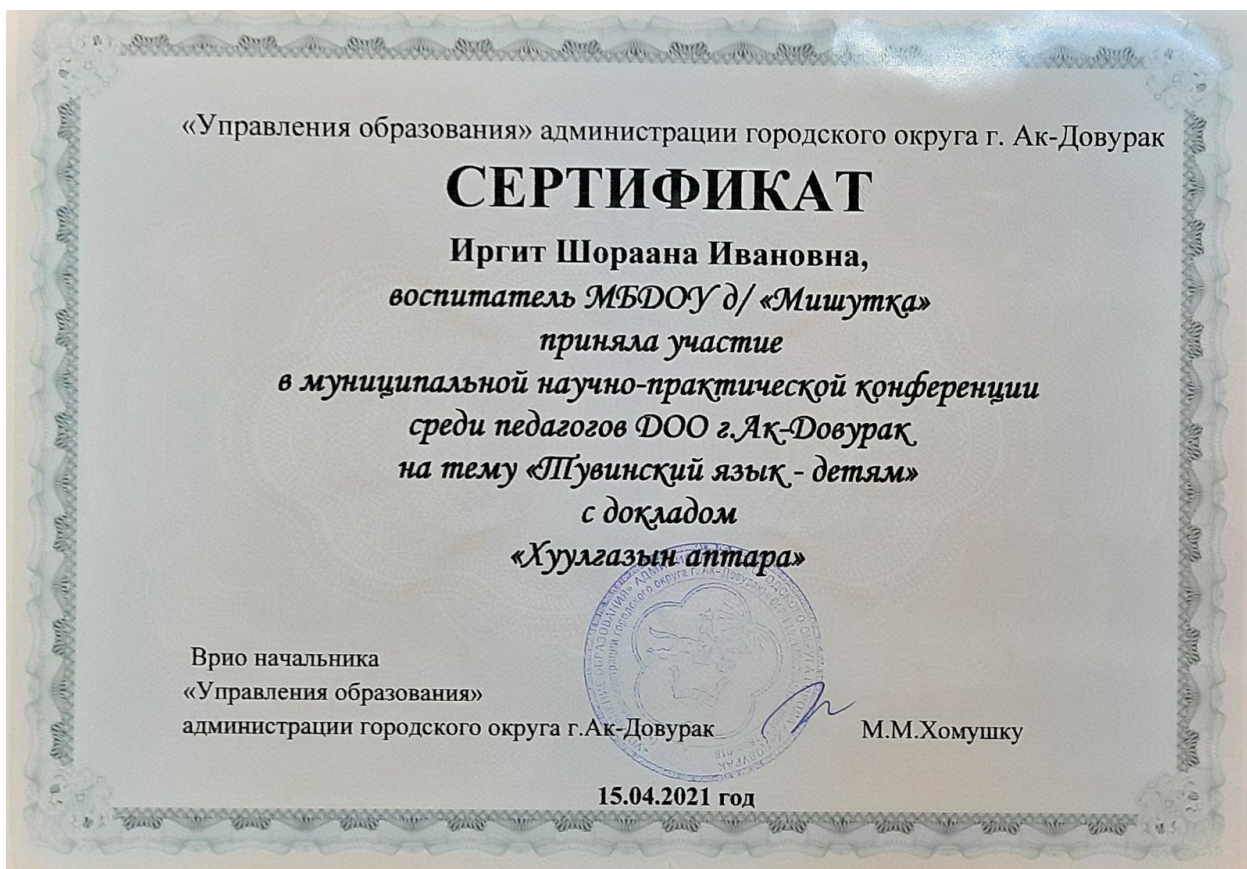 «Управления образования» администрации городского округа г. Ак-Довурак
СЕРТИФИКАТ
Иргит Шораана Ивановна,
воспитатель МБДОУ д/ «Мишутка»
приняла участие
в муниципальной научно-практической конференции
среди педагогов ДОО г.Ак-Довурак
на тему «Тувинский язык - детям»
с докладом
«Хуулгазын аптара»
Врио начальника
«Управления образования»
администрации городского округа г.Ак-Довурак
М.М.Хомушку
15.04.2021 год